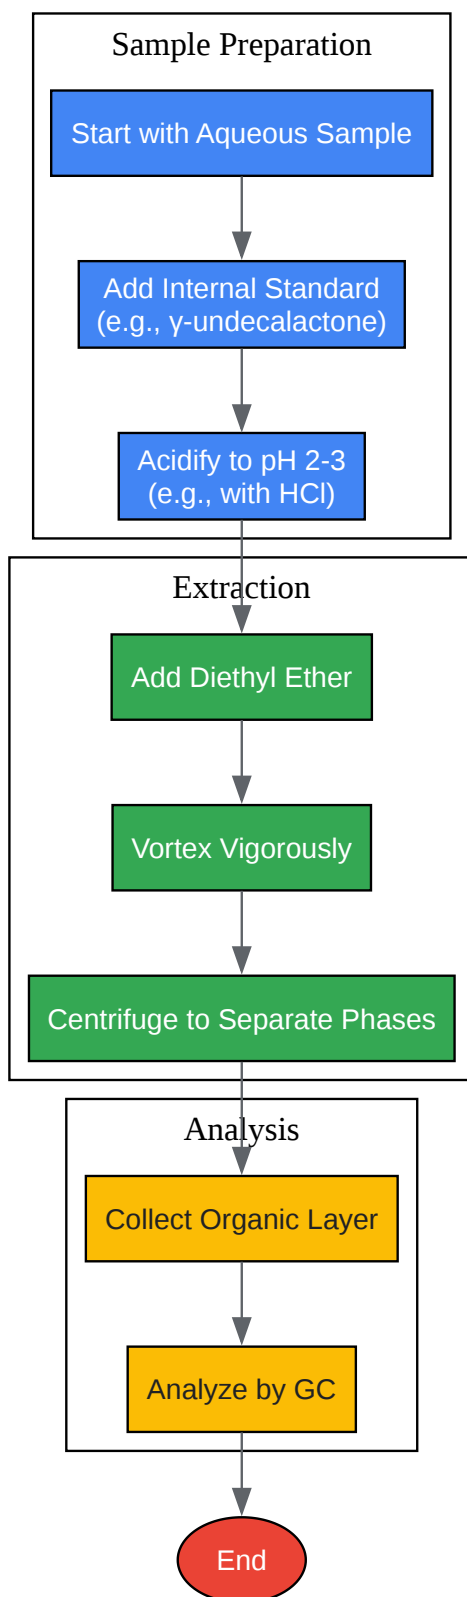 Sample Preparation
Start with Aqueous Sample
Add Internal Standard
(e.g., γ-undecalactone)
Acidify to pH 2-3
(e.g., with HCl)
Extraction
Add Diethyl Ether
Vortex Vigorously
Centrifuge to Separate Phases
Analysis
Collect Organic Layer
Analyze by GC
End